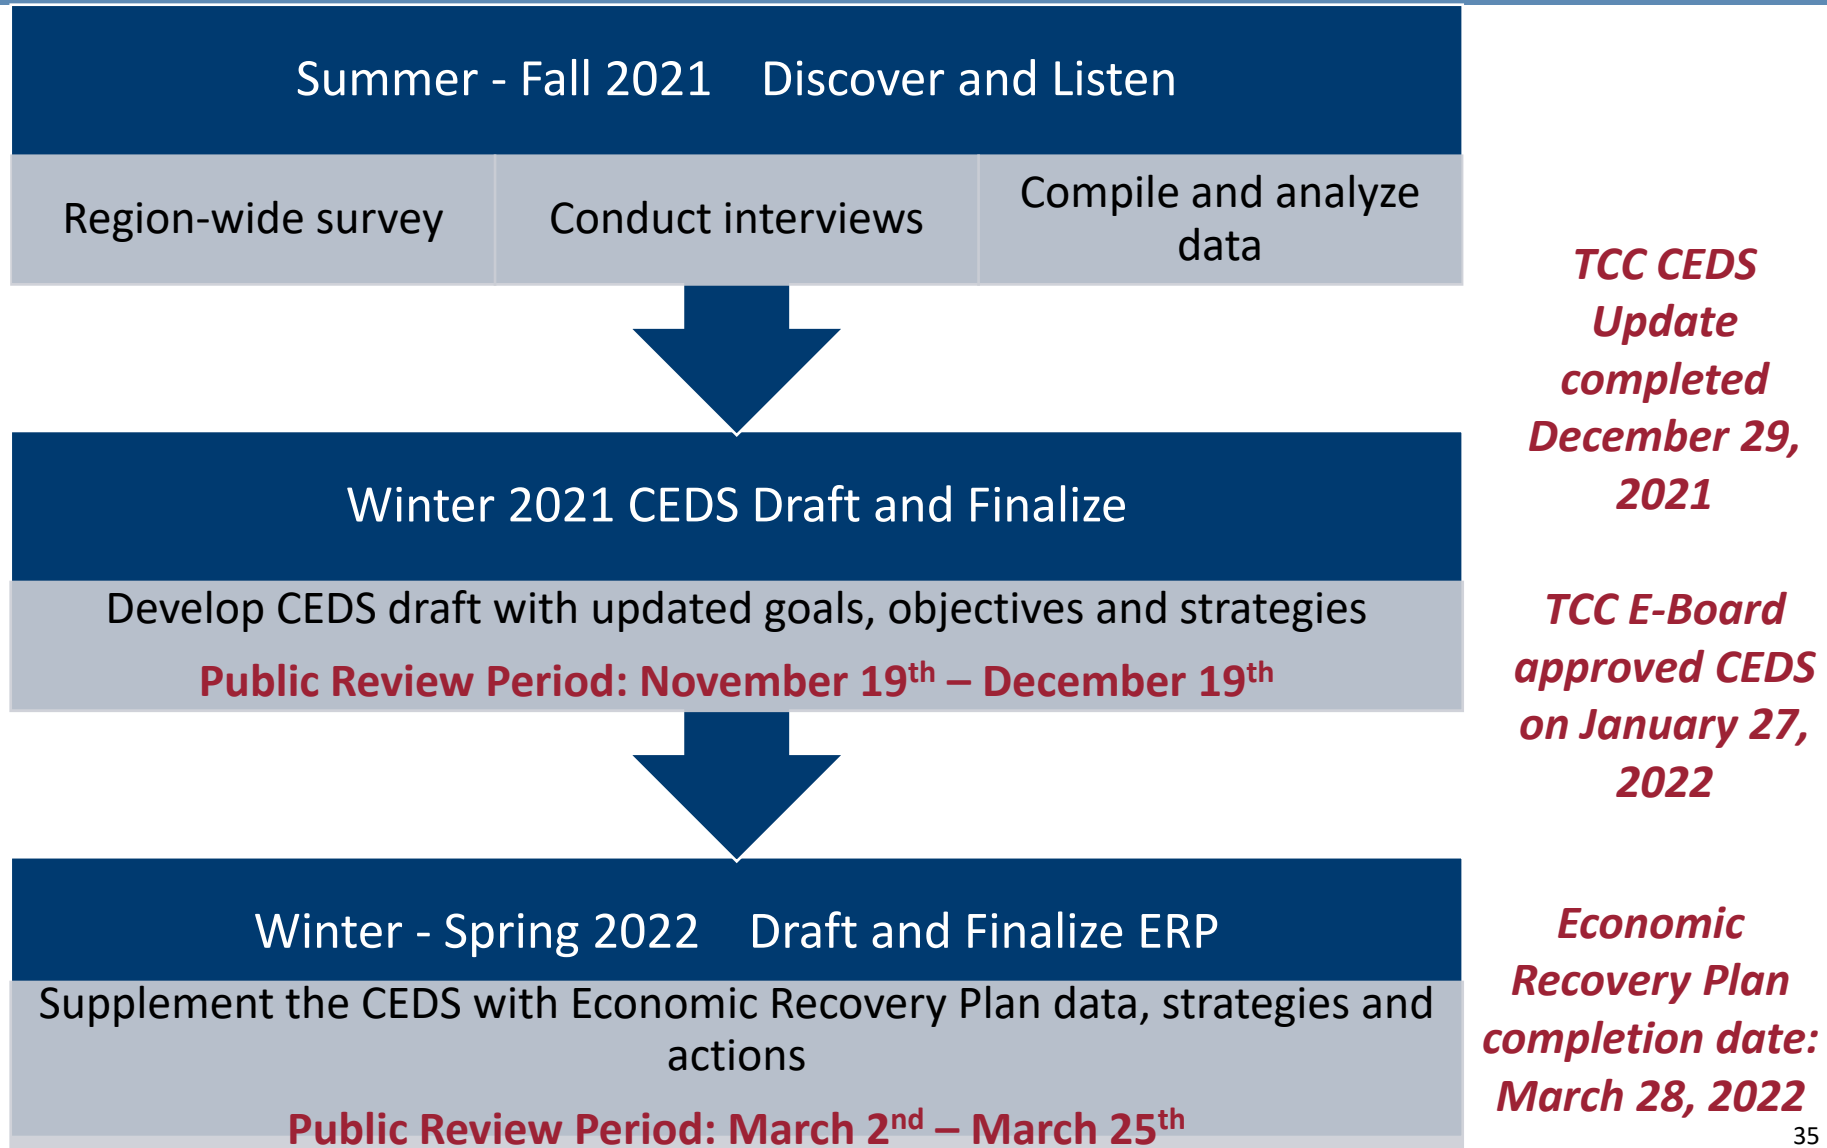 Summer - Fall 2021    Discover and Listen
Region-wide survey
Conduct interviews
Compile and analyze
data
Winter 2021 CEDS Draft and Finalize
Develop CEDS draft with updated goals, objectives and strategies
Public Review Period: November 19th – December 19th
Winter - Spring 2022    Draft and Finalize ERP
Supplement the CEDS with Economic Recovery Plan data, strategies and
actions
Public Review Period: March 2nd – March 25th
TCC CEDS
Update
completed
December 29,
2021
TCC E-Board
approved CEDS
on January 27,
2022
Economic
Recovery Plan
completion date:
March 28, 2022
35